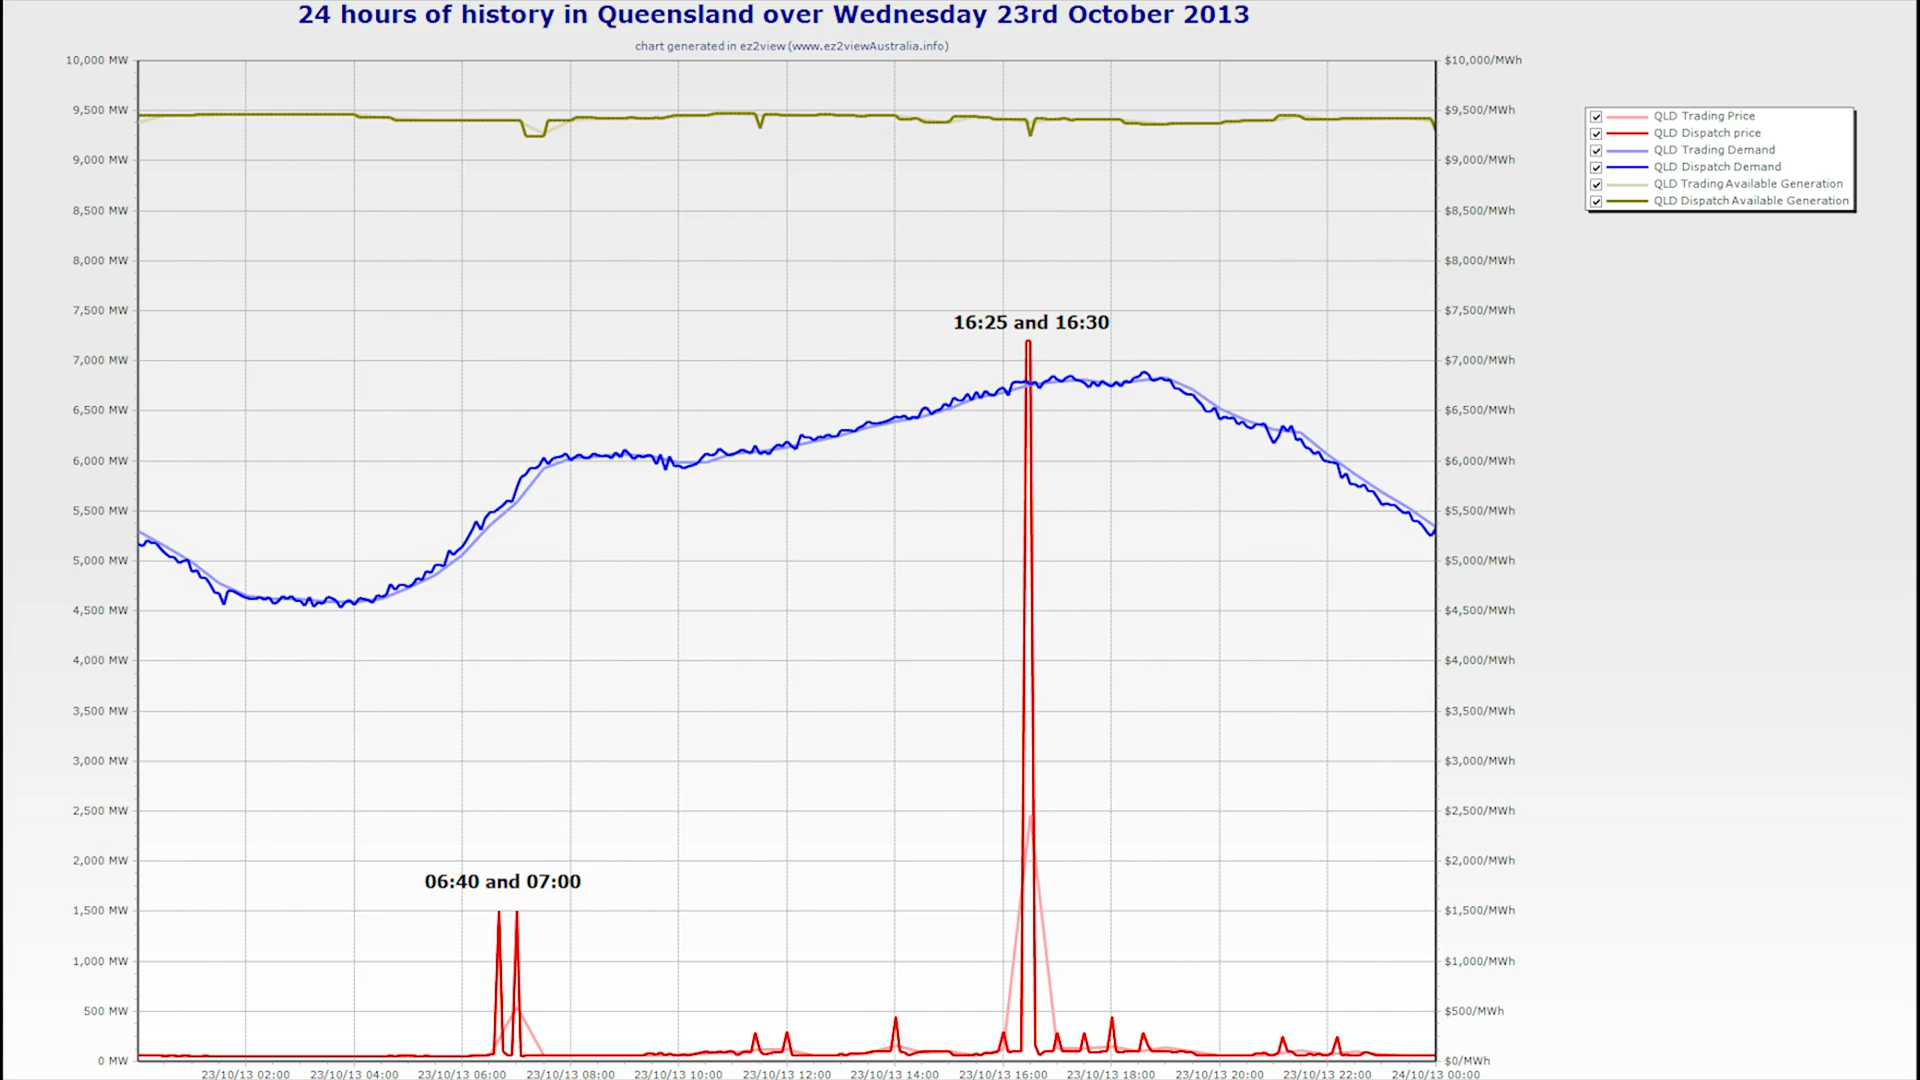 24 hours of history in Queensland over Wednesday 23rd October 2013
chart generated in ez2view (www.ez2viewAustralia.info)
10,000 MW
9,500 MW
9,000 MW
8,500 MW
8,000 MW
7,500 MW
7,000 MW
6,500 MW
6,000 MW
5,500 MW
5,000 MW
4,500 MW
4,000 MW
3,500 MW
3,000 MW
2,500 MW
2,000 MW
1,500 MW
1,000 MW
500 MW
0 MW
16:25 and 16:30
06:40 and 07:00
$10,000/MWh
$9,500/MWh
$9,000/MWh
$8,500/MWh
$8,000/MWh
$7,500/MWh
$7,000/MWh
$6,500/MWh
$6,000/MWh
$5,500/MWh
$5,000/MWh
$4,500/MWh
$4,000/MWh
$3,500/MWh
$3,000/MWh
$2,500/MWh
$2,000/MWh
$1,500/MWh
$1,000/MWh
$500/MWh
$0/MWh
QLD Trading Price
QLD Dispatch price
QLD Trading Demand
QLD Dispatch Demand
QLD Trading Available Generation
QLD Dispatch Available Generation
23/10/13 02:00
23/10/13 04:00
23/10/13 06:00
23/10/13 08:00
23/10/13 10:00
23/10/13 12:00
23/10/13 14:00
23/10/13 16:00
23/10/13 18:00
23/10/13 20:00
23/10/13 22:00
24/10/13 00:00